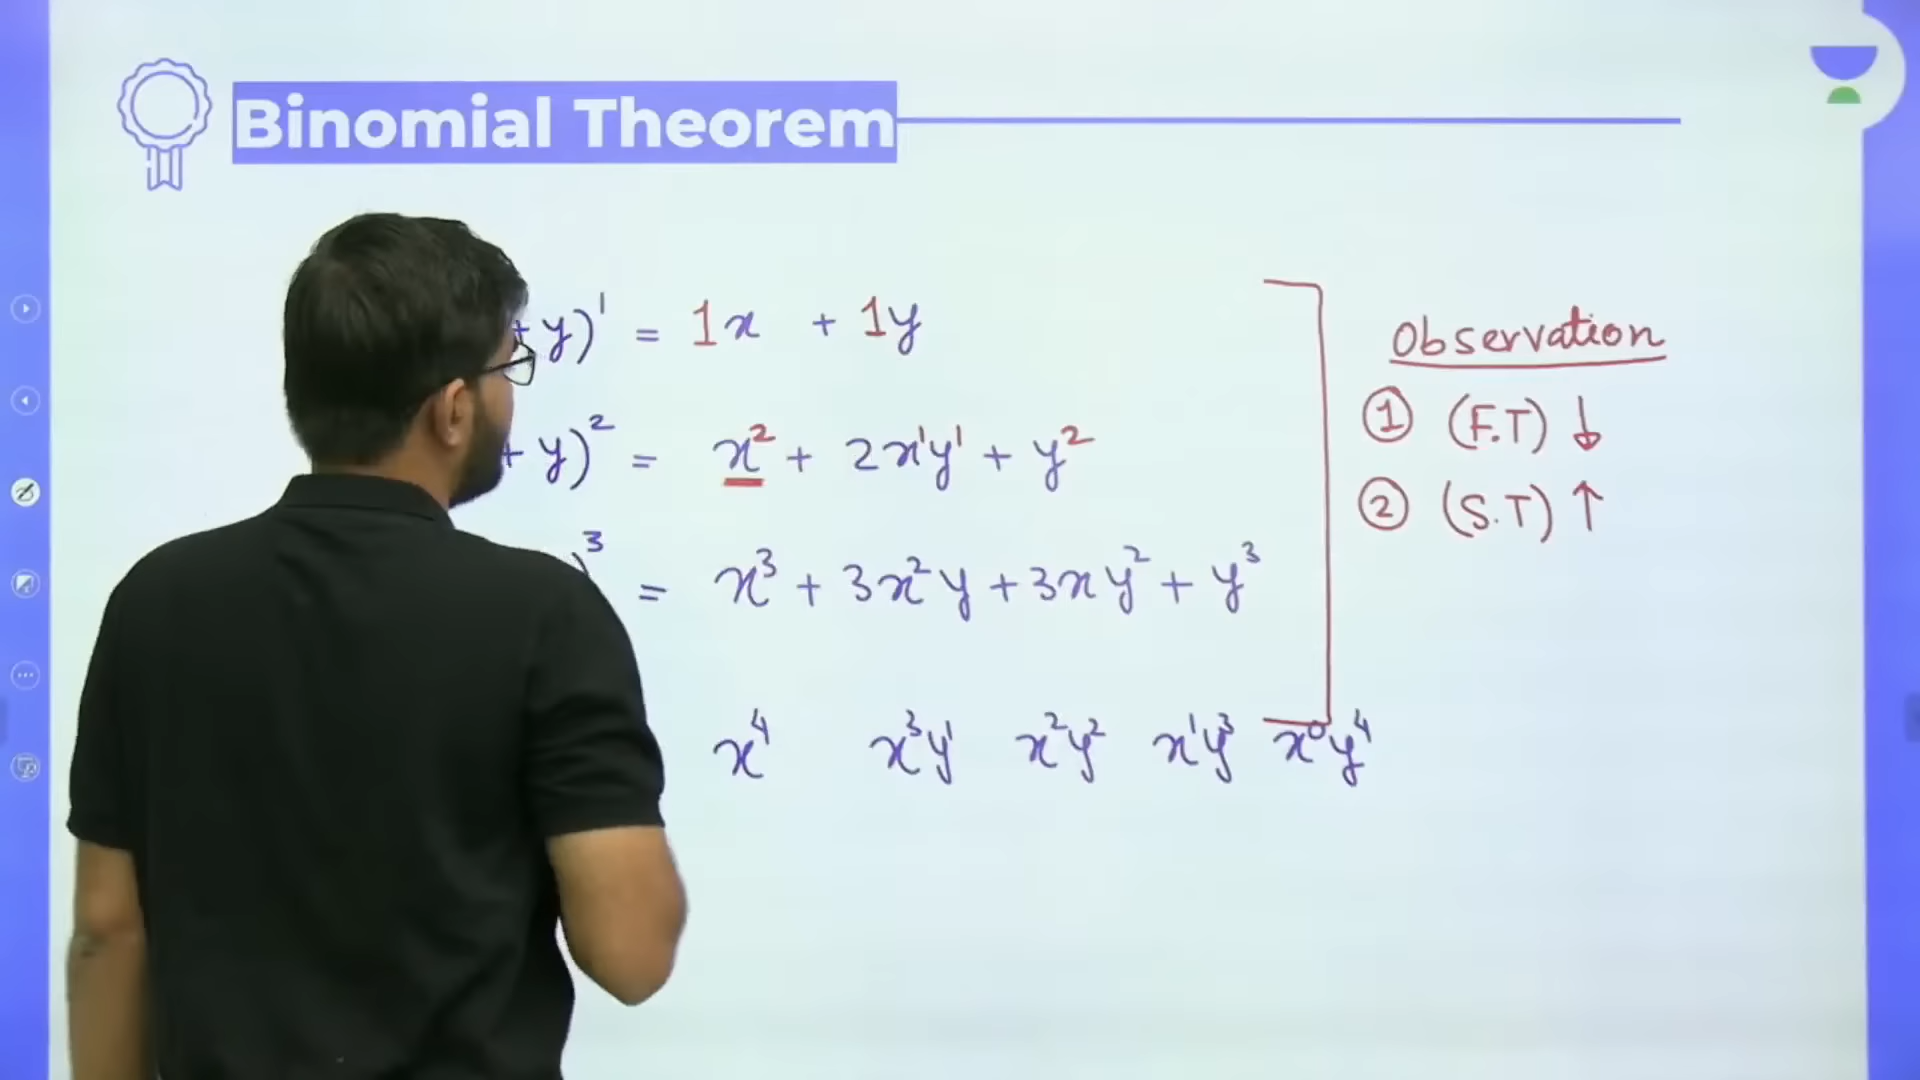 Binomial Theorem
+ y)¹ = 1x + 1y
+ y)² = x² + 2x¹y¹ + y²
)³ = x³ + 3x²y + 3xy² + y³
x⁴ x³y¹ x²y² x¹y³ x⁰y⁴
Observation
① (F.T) ↓
② (S.T) ↑